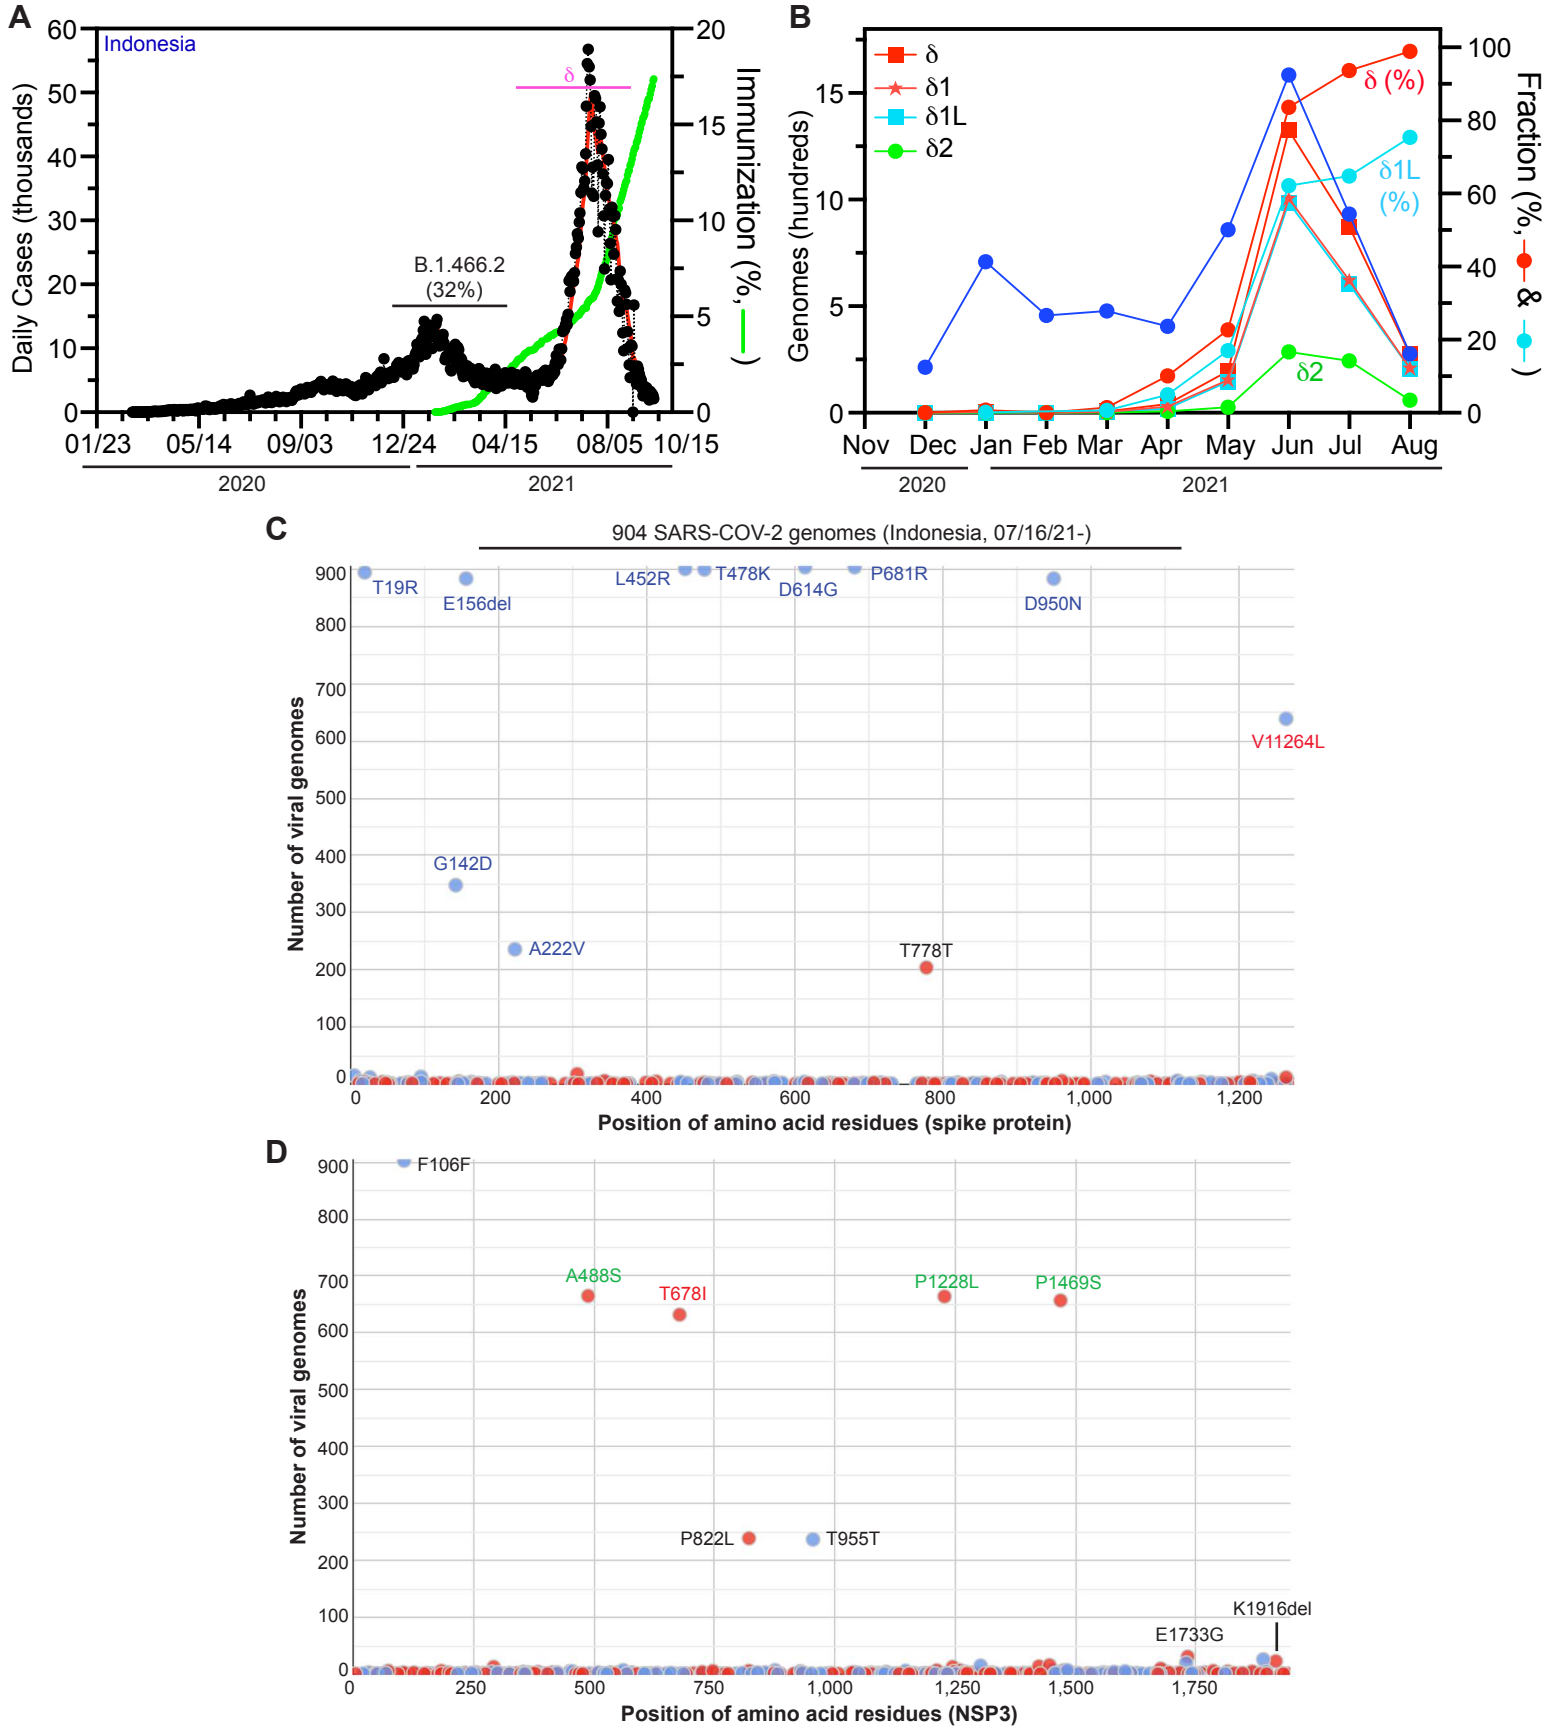 A
Indonesia
Daily Cases (thousands)
60
50
40
30
20
10
0
δ
B.1.466.2
(32%)
20
15
10
5
0
Immunization (%, )
01/23 05/14 09/03 12/24 04/15 08/05 10/15
2020 2021
B
δ
δ1
δ1L
δ2
Genomes (hundreds)
15
10
5
0
δ (%)
δ1L
(%)
δ2
100
80
60
40
20
0
Fraction (%, & )
Nov Dec Jan Feb Mar Apr May Jun Jul Aug
2020 2021
C
904 SARS-COV-2 genomes (Indonesia, 07/16/21-)
Number of viral genomes
900
800
700
600
500
400
300
200
100
0
T19R
E156del
L452R
T478K
D614G
P681R
D950N
V11264L
G142D
A222V
T778T
0 200 400 600 800 1,000 1,200
Position of amino acid residues (spike protein)
D
Number of viral genomes
900
800
700
600
500
400
300
200
100
0
F106F
A488S
T678I
P1228L
P1469S
P822L
T955T
K1916del
E1733G
0 250 500 750 1,000 1,250 1,500 1,750
Position of amino acid residues (NSP3)